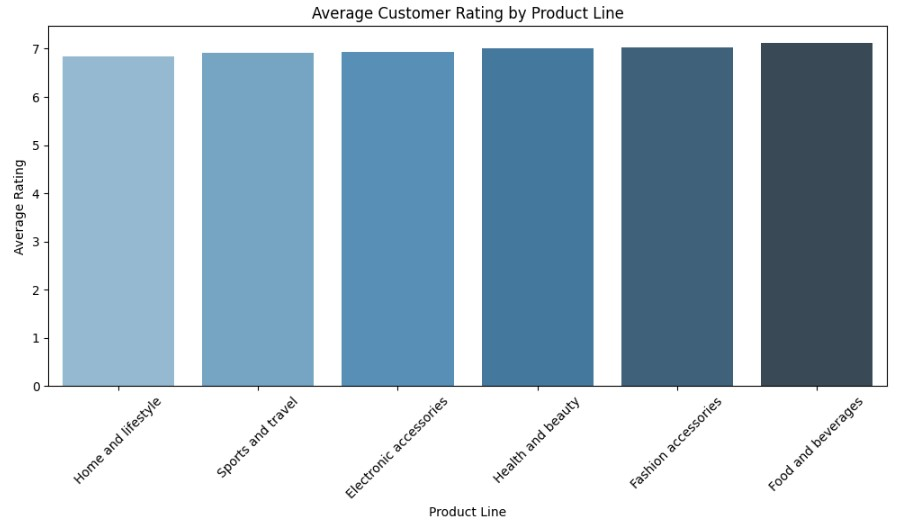 Average Customer Rating by Product Line
Average Rating
7
6
5
4
3
2
1
0
Home and lifestyle
Sports and travel
Electronic accessories
Health and beauty
Fashion accessories
Food and beverages
Product Line